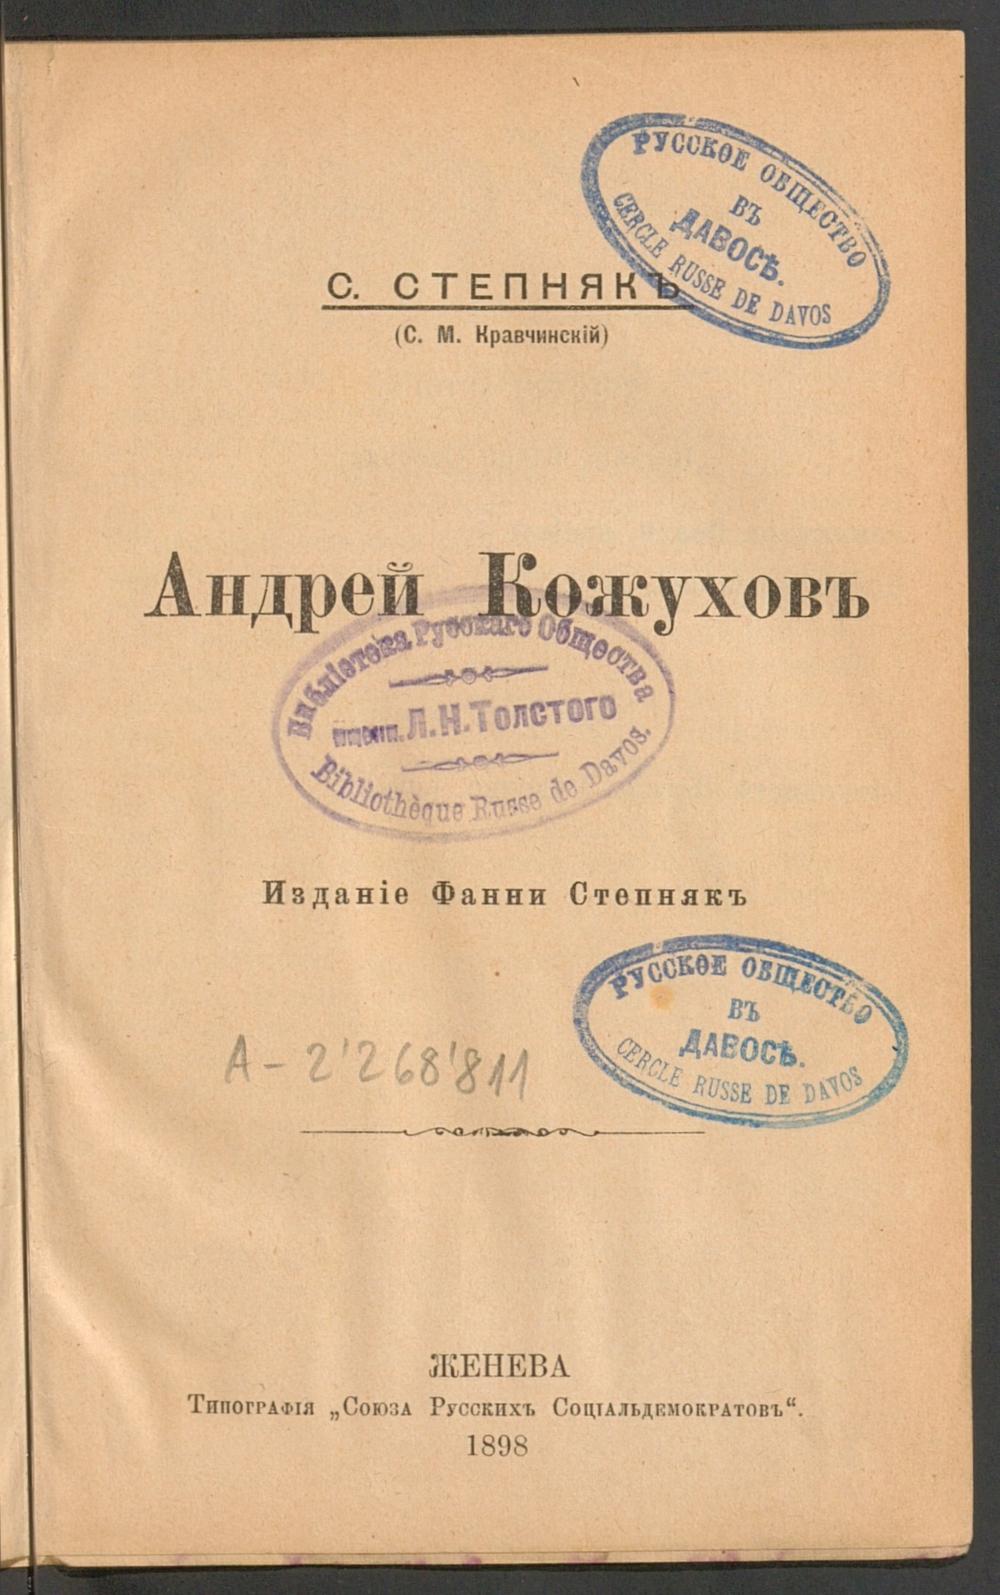 РУССКОЕ ОБЩЕСТВО
ВЪ
ДАВОСѢ.
CERCLE RUSSE DE DAVOS
С. СТЕПНЯКЪ
(С. М. Кравчинскій)
Андрей Кожуховъ
Библіотека Русскаго Общества
имени Л. Н. Толстого
Bibliothèque Russe de Davos.
Изданіе Фанни Степнякъ
РУССКОЕ ОБЩЕСТВО
ВЪ
ДАВОСѢ.
CERCLE RUSSE DE DAVOS
A - 2'268'811
ЖЕНЕВА
Типографія „Союза Русскихъ Соціальдемократовъ“.
1898